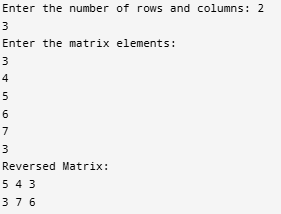 Enter the number of rows and columns: 2
3
Enter the matrix elements:
3
4
5
6
7
3
Reversed Matrix:
5 4 3
3 7 6